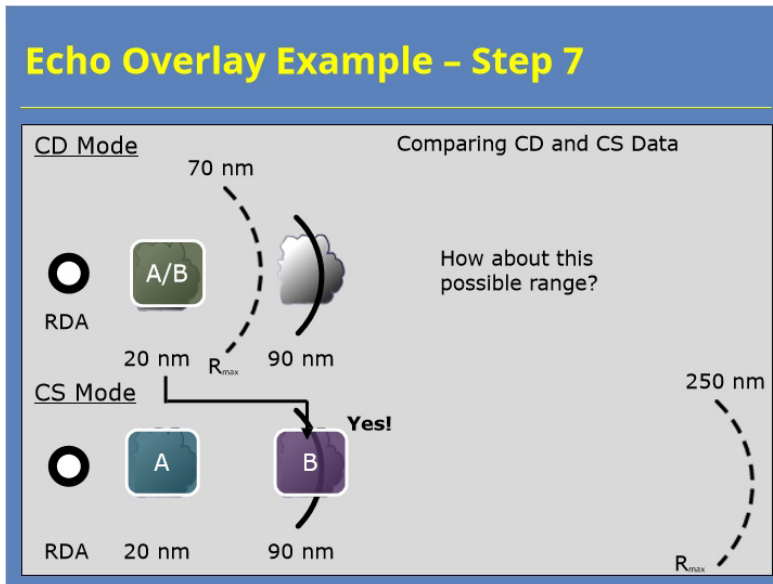 Echo Overlay Example – Step 7
CD Mode
Comparing CD and CS Data
70 nm
A/B
How about this
possible range?
RDA
20 nm
Rmax
90 nm
CS Mode
250 nm
Yes!
A
B
RDA
20 nm
90 nm
Rmax